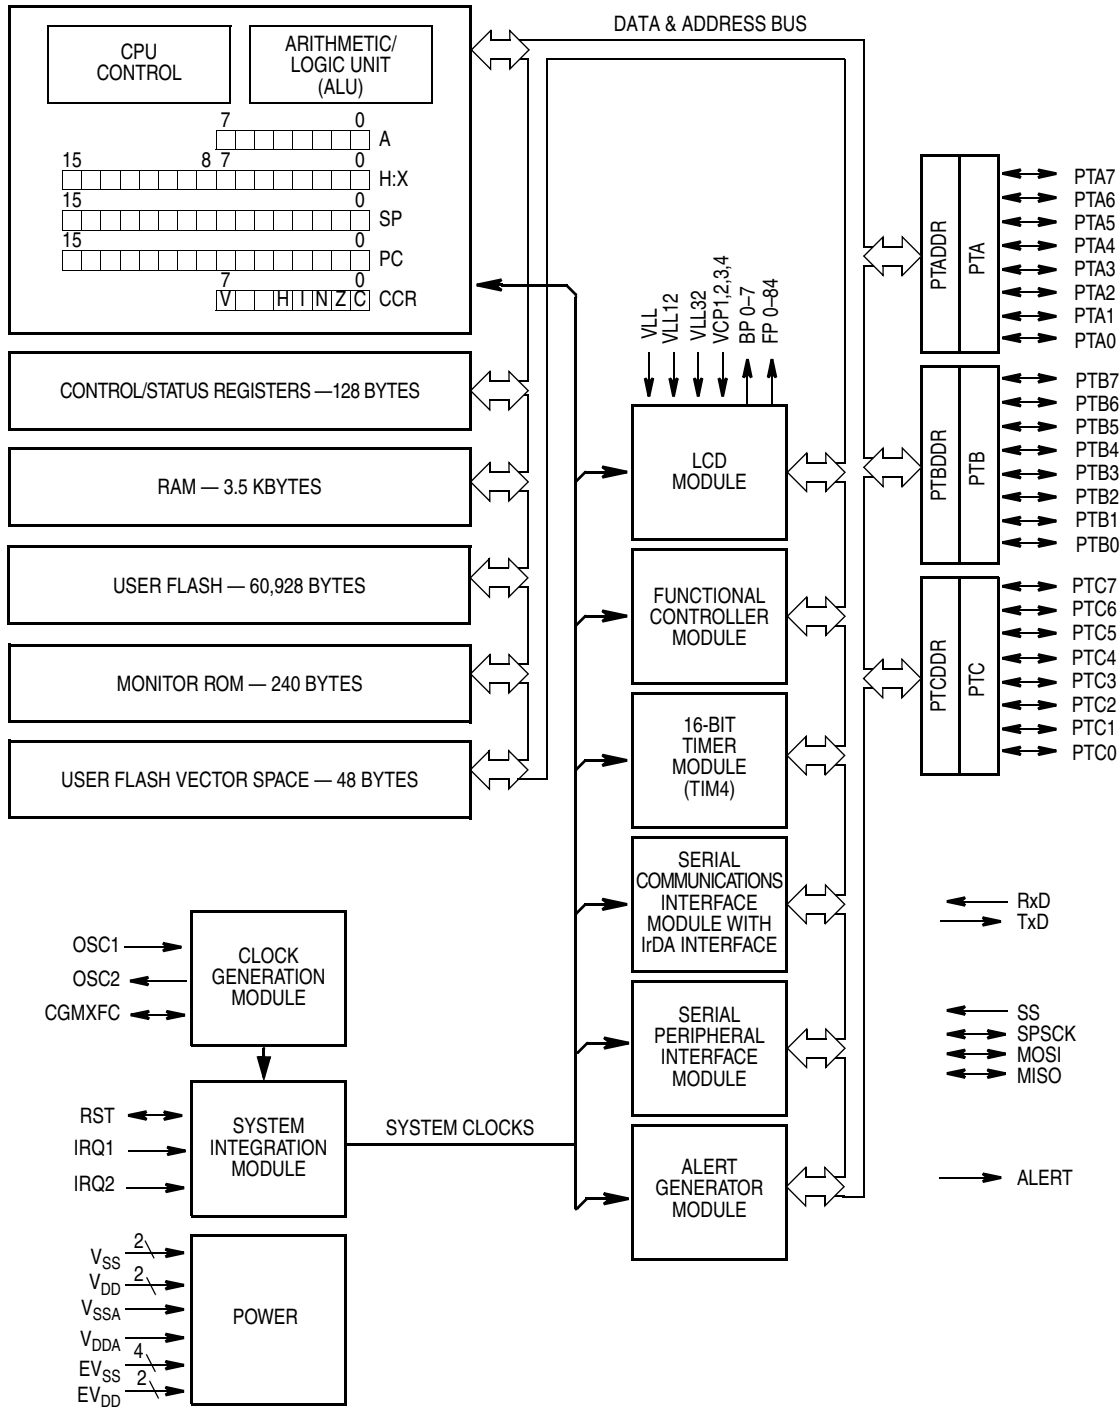 DATA & ADDRESS BUS
CPU
CONTROL
ARITHMETIC/
LOGIC UNIT
(ALU)
7 0
A
15 8 7 0
H:X
15 0
SP
15 0
PC
7 0
V H I N Z C CCR
CONTROL/STATUS REGISTERS —128 BYTES
RAM — 3.5 KBYTES
USER FLASH — 60,928 BYTES
MONITOR ROM — 240 BYTES
USER FLASH VECTOR SPACE — 48 BYTES
VLL
VLL12
VLL32
VCP1,2,3,4
BP 0–7
FP 0–84
LCD
MODULE
FUNCTIONAL
CONTROLLER
MODULE
16-BIT
TIMER
MODULE
(TIM4)
SERIAL
COMMUNICATIONS
INTERFACE
MODULE WITH
IrDA INTERFACE
SERIAL
PERIPHERAL
INTERFACE
MODULE
ALERT
GENERATOR
MODULE
PTADDR
PTA
PTA7
PTA6
PTA5
PTA4
PTA3
PTA2
PTA1
PTA0
PTBDDR
PTB
PTB7
PTB6
PTB5
PTB4
PTB3
PTB2
PTB1
PTB0
PTCDDR
PTC
PTC7
PTC6
PTC5
PTC4
PTC3
PTC2
PTC1
PTC0
RxD
TxD
SS
SPSCK
MOSI
MISO
ALERT
OSC1
OSC2
CGMXFC
CLOCK
GENERATION
MODULE
RST
IRQ1
IRQ2
SYSTEM
INTEGRATION
MODULE
SYSTEM CLOCKS
VSS 2
VDD 2
VSSA
VDDA
EVSS 4
EVDD 2
POWER